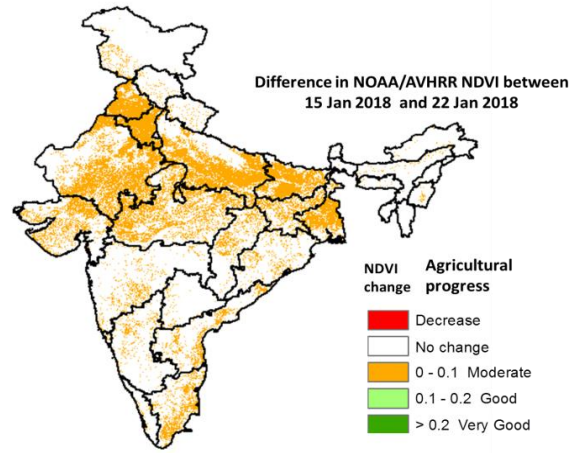 Difference in NOAA/AVHRR NDVI between
15 Jan 2018 and 22 Jan 2018
NDVI change Agricultural progress
Decrease
No change
0 - 0.1 Moderate
0.1 - 0.2 Good
> 0.2 Very Good